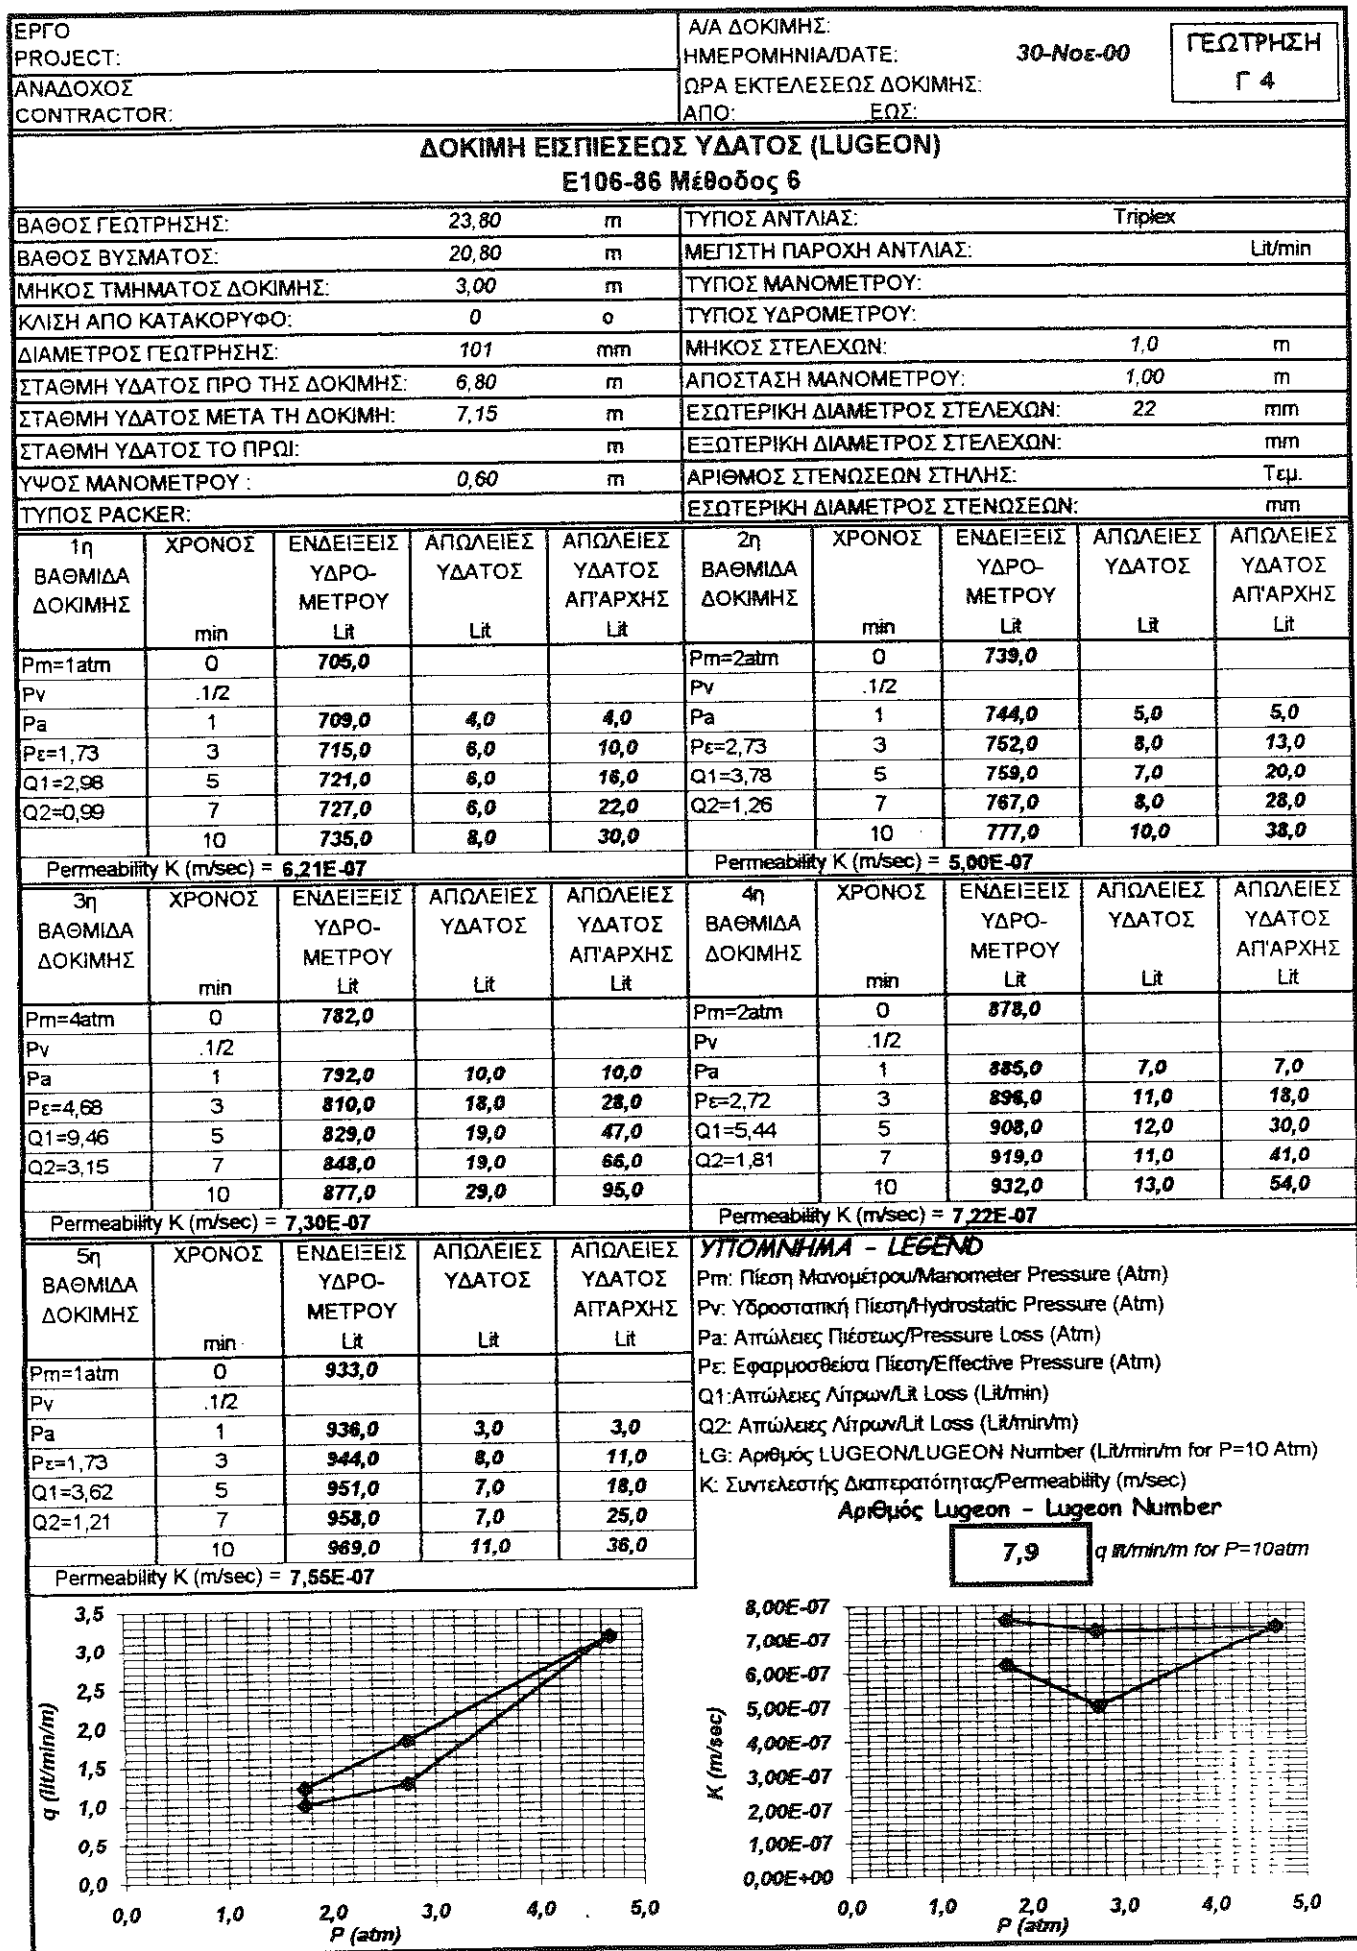 ΕΡΓΟ
PROJECT:
ΑΝΑΔΟΧΟΣ
CONTRACTOR:
Α/Α ΔΟΚΙΜΗΣ:
ΗΜΕΡΟΜΗΝΙΑ/DATE: 30-Νοε-00
ΩΡΑ ΕΚΤΕΛΕΣΕΩΣ ΔΟΚΙΜΗΣ:
ΑΠΟ: ΕΩΣ:
ΓΕΩΤΡΗΣΗ
Γ 4
ΔΟΚΙΜΗ ΕΙΣΠΙΕΣΕΩΣ ΥΔΑΤΟΣ (LUGEON)
Ε106-86 Μέθοδος 6
ΒΑΘΟΣ ΓΕΩΤΡΗΣΗΣ: 23,80 m ΤΥΠΟΣ ΑΝΤΛΙΑΣ: Triplex
ΒΑΘΟΣ ΒΥΣΜΑΤΟΣ: 20,80 m ΜΕΓΙΣΤΗ ΠΑΡΟΧΗ ΑΝΤΛΙΑΣ: Lit/min
ΜΗΚΟΣ ΤΜΗΜΑΤΟΣ ΔΟΚΙΜΗΣ: 3,00 m ΤΥΠΟΣ ΜΑΝΟΜΕΤΡΟΥ:
ΚΛΙΣΗ ΑΠΟ ΚΑΤΑΚΟΡΥΦΟ: 0 o ΤΥΠΟΣ ΥΔΡΟΜΕΤΡΟΥ:
ΔΙΑΜΕΤΡΟΣ ΓΕΩΤΡΗΣΗΣ: 101 mm ΜΗΚΟΣ ΣΤΕΛΕΧΩΝ: 1,0 m
ΣΤΑΘΜΗ ΥΔΑΤΟΣ ΠΡΟ ΤΗΣ ΔΟΚΙΜΗΣ: 6,80 m ΑΠΟΣΤΑΣΗ ΜΑΝΟΜΕΤΡΟΥ: 1,00 m
ΣΤΑΘΜΗ ΥΔΑΤΟΣ ΜΕΤΑ ΤΗ ΔΟΚΙΜΗ: 7,15 m ΕΣΩΤΕΡΙΚΗ ΔΙΑΜΕΤΡΟΣ ΣΤΕΛΕΧΩΝ: 22 mm
ΣΤΑΘΜΗ ΥΔΑΤΟΣ ΤΟ ΠΡΩΙ: m ΕΞΩΤΕΡΙΚΗ ΔΙΑΜΕΤΡΟΣ ΣΤΕΛΕΧΩΝ: mm
ΥΨΟΣ ΜΑΝΟΜΕΤΡΟΥ : 0,60 m ΑΡΙΘΜΟΣ ΣΤΕΝΩΣΕΩΝ ΣΤΗΛΗΣ: Τεμ.
ΤΥΠΟΣ PACKER: ΕΣΩΤΕΡΙΚΗ ΔΙΑΜΕΤΡΟΣ ΣΤΕΝΩΣΕΩΝ: mm
1η ΧΡΟΝΟΣ ΕΝΔΕΙΞΕΙΣ ΑΠΩΛΕΙΕΣ ΑΠΩΛΕΙΕΣ 2η ΧΡΟΝΟΣ ΕΝΔΕΙΞΕΙΣ ΑΠΩΛΕΙΕΣ ΑΠΩΛΕΙΕΣ
ΒΑΘΜΙΔΑ ΥΔΡΟ- ΥΔΑΤΟΣ ΥΔΑΤΟΣ ΒΑΘΜΙΔΑ ΥΔΡΟ- ΥΔΑΤΟΣ ΥΔΑΤΟΣ
ΔΟΚΙΜΗΣ ΜΕΤΡΟΥ ΑΠ'ΑΡΧΗΣ ΔΟΚΙΜΗΣ ΜΕΤΡΟΥ ΑΠ'ΑΡΧΗΣ
min Lit Lit Lit min Lit Lit Lit
Pm=1atm 0 705,0 Pm=2atm 0 739,0
Pv .1/2 Pv .1/2
Pa 1 709,0 4,0 4,0 Pa 1 744,0 5,0 5,0
Pε=1,73 3 715,0 6,0 10,0 Pε=2,73 3 752,0 8,0 13,0
Q1=2,98 5 721,0 6,0 16,0 Q1=3,78 5 759,0 7,0 20,0
Q2=0,99 7 727,0 6,0 22,0 Q2=1,26 7 767,0 8,0 28,0
10 735,0 8,0 30,0 10 777,0 10,0 38,0
Permeability K (m/sec) = 6,21E-07 Permeability K (m/sec) = 5,00E-07
3η ΧΡΟΝΟΣ ΕΝΔΕΙΞΕΙΣ ΑΠΩΛΕΙΕΣ ΑΠΩΛΕΙΕΣ 4η ΧΡΟΝΟΣ ΕΝΔΕΙΞΕΙΣ ΑΠΩΛΕΙΕΣ ΑΠΩΛΕΙΕΣ
ΒΑΘΜΙΔΑ ΥΔΡΟ- ΥΔΑΤΟΣ ΥΔΑΤΟΣ ΒΑΘΜΙΔΑ ΥΔΡΟ- ΥΔΑΤΟΣ ΥΔΑΤΟΣ
ΔΟΚΙΜΗΣ ΜΕΤΡΟΥ ΑΠ'ΑΡΧΗΣ ΔΟΚΙΜΗΣ ΜΕΤΡΟΥ ΑΠ'ΑΡΧΗΣ
min Lit Lit Lit min Lit Lit Lit
Pm=4atm 0 782,0 Pm=2atm 0 878,0
Pv .1/2 Pv .1/2
Pa 1 792,0 10,0 10,0 Pa 1 885,0 7,0 7,0
Pε=4,68 3 810,0 18,0 28,0 Pε=2,72 3 896,0 11,0 18,0
Q1=9,46 5 829,0 19,0 47,0 Q1=5,44 5 908,0 12,0 30,0
Q2=3,15 7 848,0 19,0 66,0 Q2=1,81 7 919,0 11,0 41,0
10 877,0 29,0 95,0 10 932,0 13,0 54,0
Permeability K (m/sec) = 7,30E-07 Permeability K (m/sec) = 7,22E-07
5η ΧΡΟΝΟΣ ΕΝΔΕΙΞΕΙΣ ΑΠΩΛΕΙΕΣ ΑΠΩΛΕΙΕΣ
ΒΑΘΜΙΔΑ ΥΔΡΟ- ΥΔΑΤΟΣ ΥΔΑΤΟΣ
ΔΟΚΙΜΗΣ ΜΕΤΡΟΥ ΑΠ'ΑΡΧΗΣ
min Lit Lit Lit
Pm=1atm 0 933,0
Pv .1/2
Pa 1 936,0 3,0 3,0
Pε=1,73 3 944,0 8,0 11,0
Q1=3,62 5 951,0 7,0 18,0
Q2=1,21 7 958,0 7,0 25,0
10 969,0 11,0 36,0
Permeability K (m/sec) = 7,55E-07
ΥΠΟΜΝΗΜΑ - LEGEND
Pm: Πίεση Μανομέτρου/Manometer Pressure (Atm)
Pv: Υδροστατική Πίεση/Hydrostatic Pressure (Atm)
Pa: Απώλειες Πιέσεως/Pressure Loss (Atm)
Pε: Εφαρμοσθείσα Πίεση/Effective Pressure (Atm)
Q1:Απώλειες Λίτρων/Lit Loss (Lit/min)
Q2: Απώλειες Λίτρων/Lit Loss (Lit/min/m)
LG: Αριθμός LUGEON/LUGEON Number (Lit/min/m for P=10 Atm)
K: Συντελεστής Διαπερατότητας/Permeability (m/sec)
Αριθμός Lugeon - Lugeon Number
7,9 q lit/min/m for P=10atm
3,5
3,0
2,5
2,0
1,5
1,0
0,5
0,0
q (lit/min/m)
0,0 1,0 2,0 3,0 4,0 5,0
P (atm)
8,00E-07
7,00E-07
6,00E-07
5,00E-07
4,00E-07
3,00E-07
2,00E-07
1,00E-07
0,00E+00
K (m/sec)
0,0 1,0 2,0 3,0 4,0 5,0
P (atm)